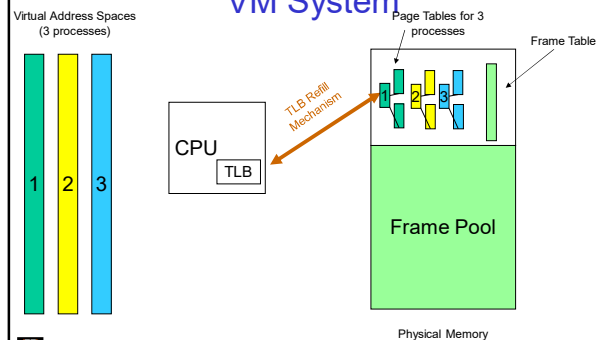 VM System
Virtual Address Spaces
(3 processes)
Page Tables for 3
processes
Frame Table
TLB Refill
Mechanism
1
2
3
CPU
TLB
1
2
3
Frame Pool
Physical Memory